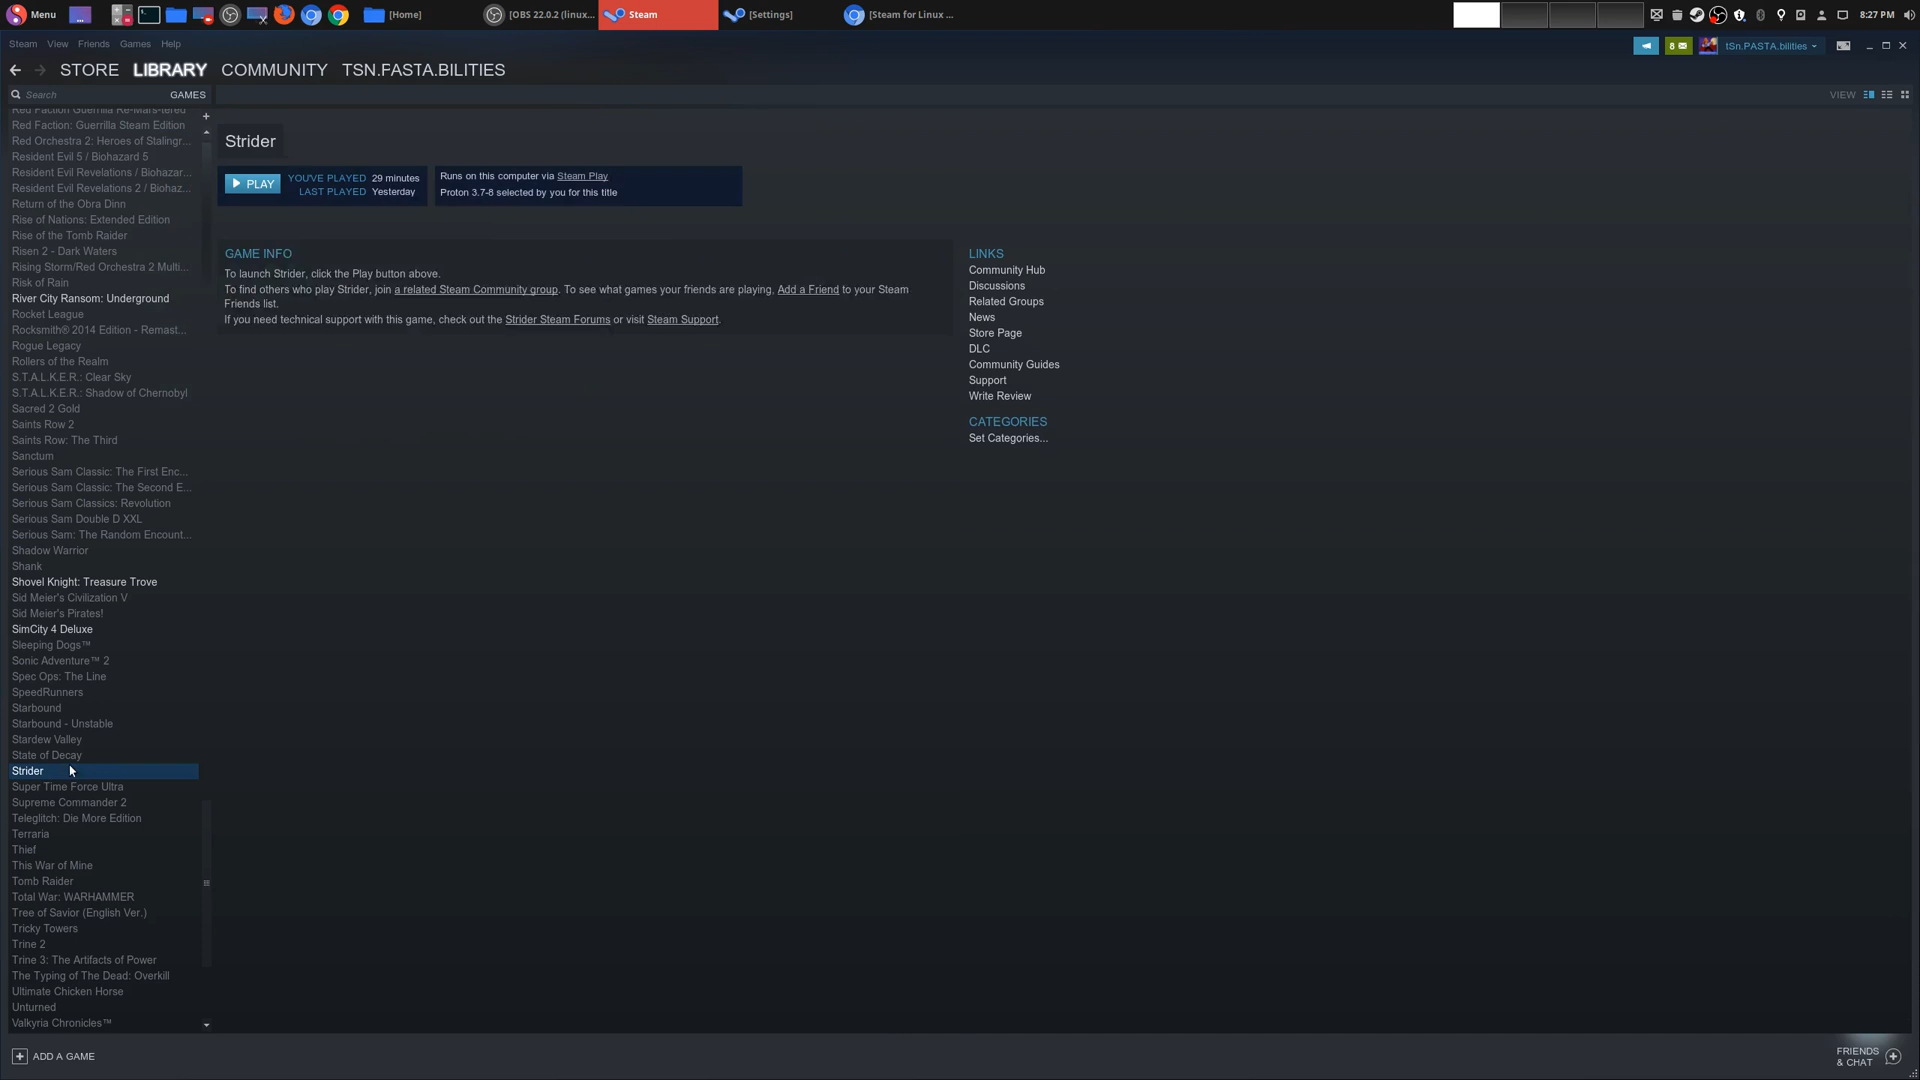 Menu
[Home]
[OBS 22.0.2 (linux...
Steam
[Settings]
[Steam for Linux ...
8:27 PM
Steam View Friends Games Help
8
tSn.PASTA.bilities
STORE LIBRARY COMMUNITY TSN.FASTA.BILITIES
Search
GAMES
VIEW
Red Faction Guerrilla Re-Mars-tered
Red Faction: Guerrilla Steam Edition
Red Orchestra 2: Heroes of Stalingr...
Resident Evil 5 / Biohazard 5
Resident Evil Revelations / Biohazar...
Resident Evil Revelations 2 / Biohaz...
Return of the Obra Dinn
Rise of Nations: Extended Edition
Rise of the Tomb Raider
Risen 2 - Dark Waters
Rising Storm/Red Orchestra 2 Multi...
Risk of Rain
River City Ransom: Underground
Rocket League
Rocksmith® 2014 Edition - Remast...
Rogue Legacy
Rollers of the Realm
S.T.A.L.K.E.R.: Clear Sky
S.T.A.L.K.E.R.: Shadow of Chernobyl
Sacred 2 Gold
Saints Row 2
Saints Row: The Third
Sanctum
Serious Sam Classic: The First Enc...
Serious Sam Classic: The Second E...
Serious Sam Classics: Revolution
Serious Sam Double D XXL
Serious Sam: The Random Encount...
Shadow Warrior
Shank
Shovel Knight: Treasure Trove
Sid Meier's Civilization V
Sid Meier's Pirates!
SimCity 4 Deluxe
Sleeping Dogs™
Sonic Adventure™ 2
Spec Ops: The Line
SpeedRunners
Starbound
Starbound - Unstable
Stardew Valley
State of Decay
Strider
Super Time Force Ultra
Supreme Commander 2
Teleglitch: Die More Edition
Terraria
Thief
This War of Mine
Tomb Raider
Total War: WARHAMMER
Tree of Savior (English Ver.)
Tricky Towers
Trine 2
Trine 3: The Artifacts of Power
The Typing of The Dead: Overkill
Ultimate Chicken Horse
Unturned
Valkyria Chronicles™
Strider
PLAY
YOU'VE PLAYED 29 minutes
LAST PLAYED Yesterday
Runs on this computer via Steam Play
Proton 3.7-8 selected by you for this title
GAME INFO
To launch Strider, click the Play button above.
To find others who play Strider, join a related Steam Community group. To see what games your friends are playing, Add a Friend to your Steam
Friends list.
If you need technical support with this game, check out the Strider Steam Forums or visit Steam Support.
LINKS
Community Hub
Discussions
Related Groups
News
Store Page
DLC
Community Guides
Support
Write Review
CATEGORIES
Set Categories...
ADD A GAME
FRIENDS
& CHAT